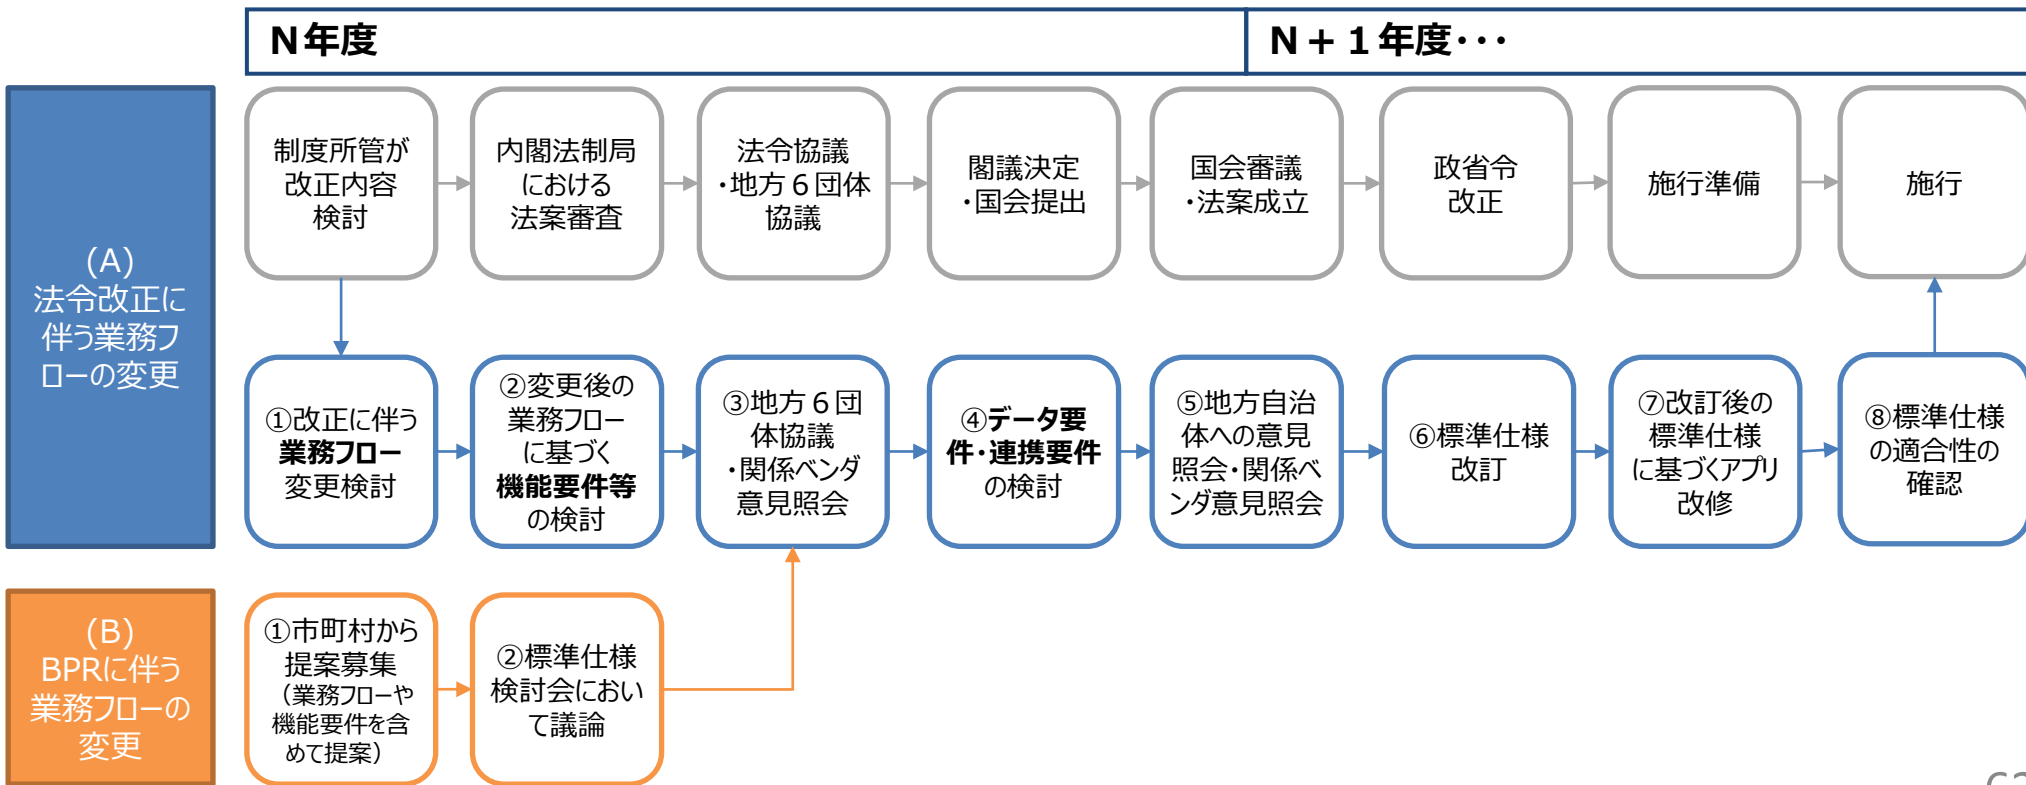 N年度
N+1年度・・・
(A)
法令改正に
伴う業務フ
ローの変更
制度所管が
改正内容
検討
内閣法制局
における
法案審査
法令協議
・地方6団体
協議
閣議決定
・国会提出
国会審議
・法案成立
政省令
改正
施行準備
施行
①改正に伴う
業務フロー
変更検討
②変更後の
業務フロー
に基づく
機能要件等
の検討
③地方6団
体協議
・関係ベンダ
意見照会
④データ要
件・連携要件
の検討
⑤地方自治
体への意見
照会・関係ベ
ンダ意見照会
⑥標準仕様
改訂
⑦改訂後の
標準仕様
に基づくアプリ
改修
⑧標準仕様
の適合性の
確認
(B)
BPRに伴う
業務フローの
変更
①市町村から
提案募集
(業務フローや
機能要件を含
めて提案)
②標準仕様
検討会におい
て議論